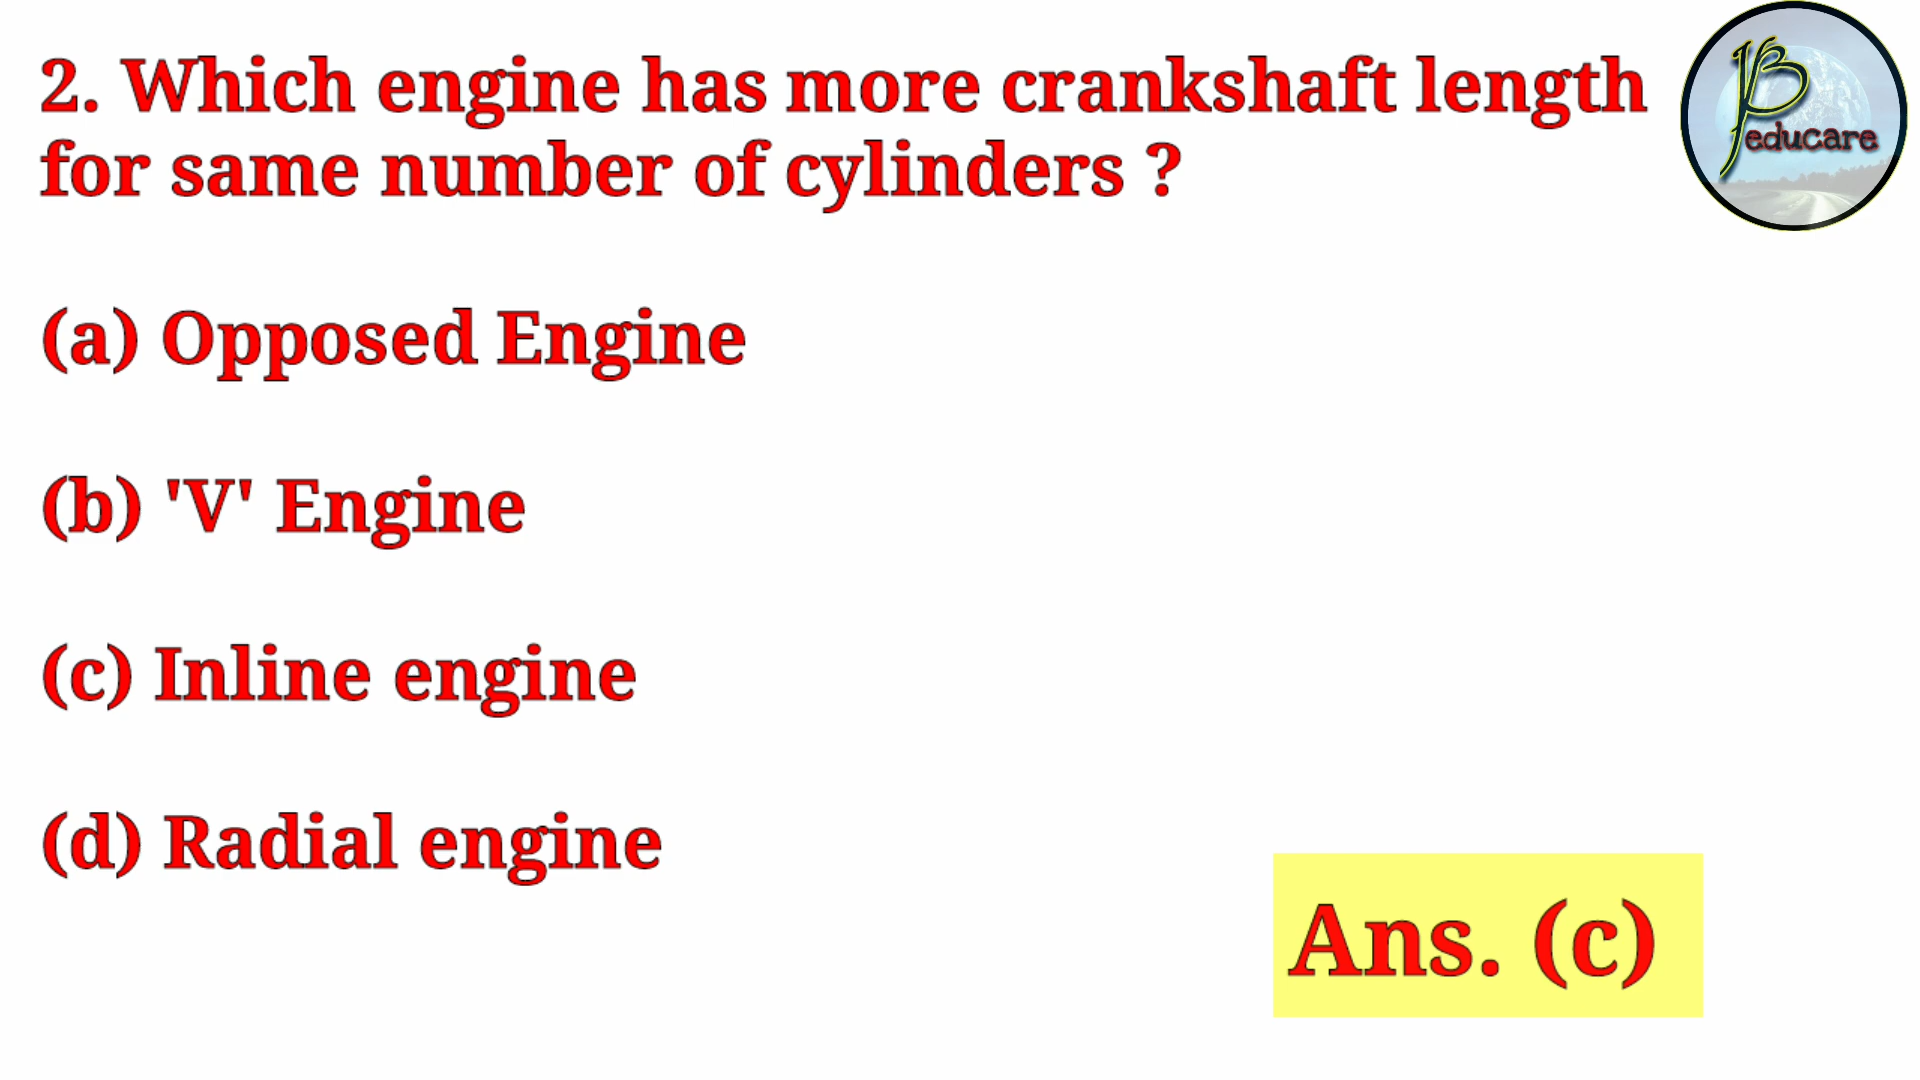 2. Which engine has more crankshaft length
for same number of cylinders ?
(a) Opposed Engine
(b) 'V' Engine
(c) Inline engine
(d) Radial engine
Ans. (c)
educare